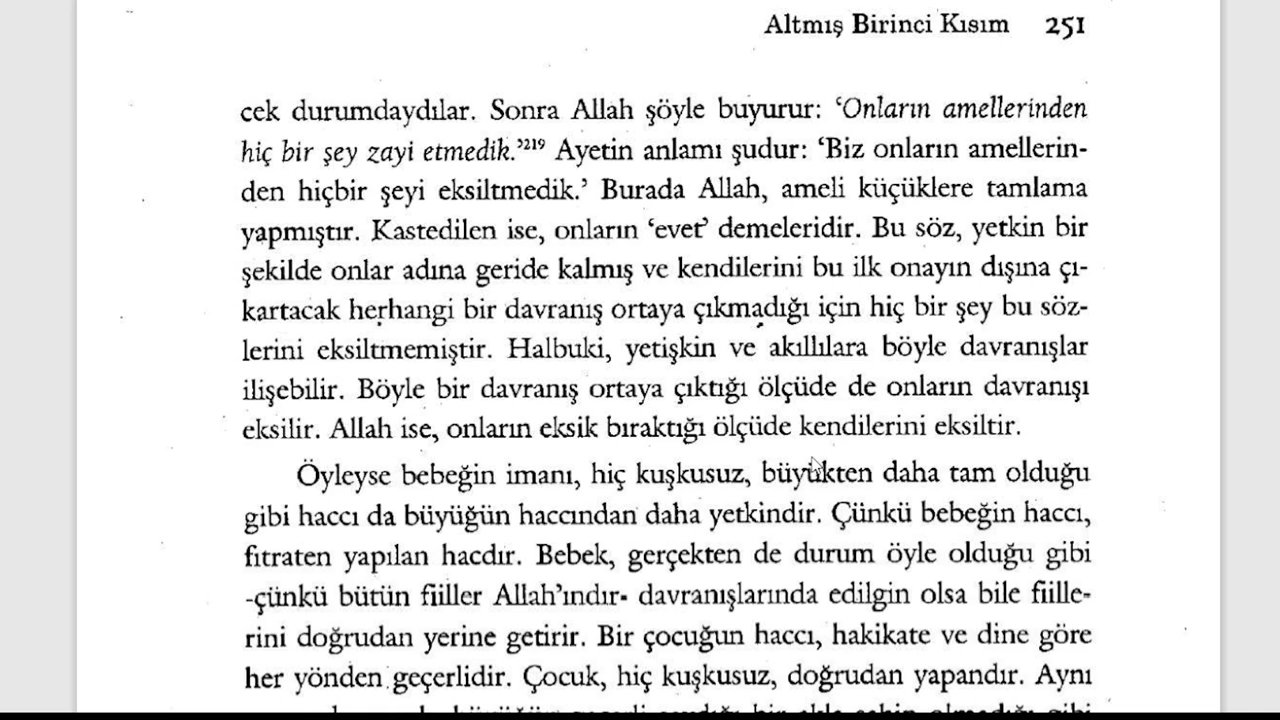 Altmış Birinci Kısım 251
cek durumdaydılar. Sonra Allah şöyle buyurur: ‘Onların amellerinden
hiç bir şey zayi etmedik.’²¹⁹ Ayetin anlamı şudur: ‘Biz onların amellerin-
den hiçbir şeyi eksiltmedik.’ Burada Allah, ameli küçüklere tamlama
yapmıştır. Kastedilen ise, onların ‘evet’ demeleridir. Bu söz, yetkin bir
şekilde onlar adına geride kalmış ve kendilerini bu ilk onayın dışına çı-
kartacak herhangi bir davranış ortaya çıkmadığı için hiç bir şey bu söz-
lerini eksiltmemiştir. Halbuki, yetişkin ve akıllılara böyle davranışlar
ilişebilir. Böyle bir davranış ortaya çıktığı ölçüde de onların davranışı
eksilir. Allah ise, onların eksik bıraktığı ölçüde kendilerini eksiltir.
Öyleyse bebeğin imanı, hiç kuşkusuz, büyükten daha tam olduğu
gibi haccı da büyüğün haccından daha yetkindir. Çünkü bebeğin haccı,
fıtraten yapılan hacdır. Bebek, gerçekten de durum öyle olduğu gibi
-çünkü bütün fiiller Allah’ındır- davranışlarında edilgin olsa bile fiille-
rini doğrudan yerine getirir. Bir çocuğun haccı, hakikate ve dine göre
her yönden geçerlidir. Çocuk, hiç kuşkusuz, doğrudan yapandır. Aynı